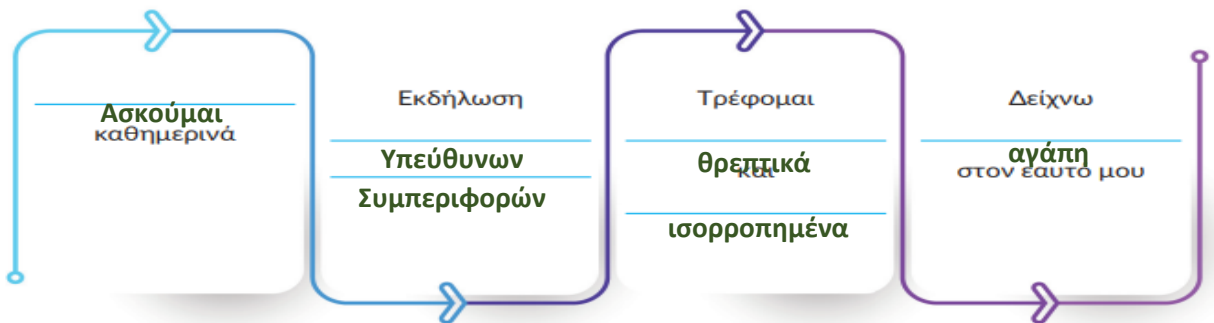 Ασκούμαι
καθημερινά
Εκδήλωση
Υπεύθυνων
Συμπεριφορών
Τρέφομαι
θρεπτικά
και
ισορροπημένα
Δείχνω
αγάπη
στον εαυτό μου